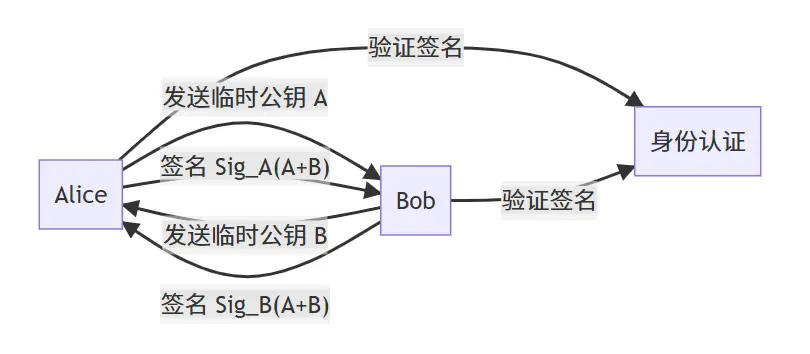 验证签名
发送临时公钥 A
身份认证
签名 Sig_A(A+B)
Alice
Bob
验证签名
发送临时公钥 B
签名 Sig_B(A+B)